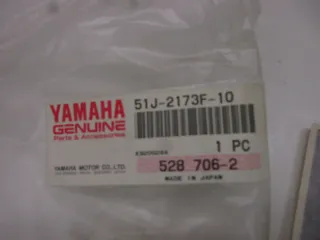 51J-2173F-10
YAMAHA
GENUINE
Parts & Accessories
1 PC
528 706-2
YAMAHA MOTOR CO.,LTD.
MADE IN JAPAN